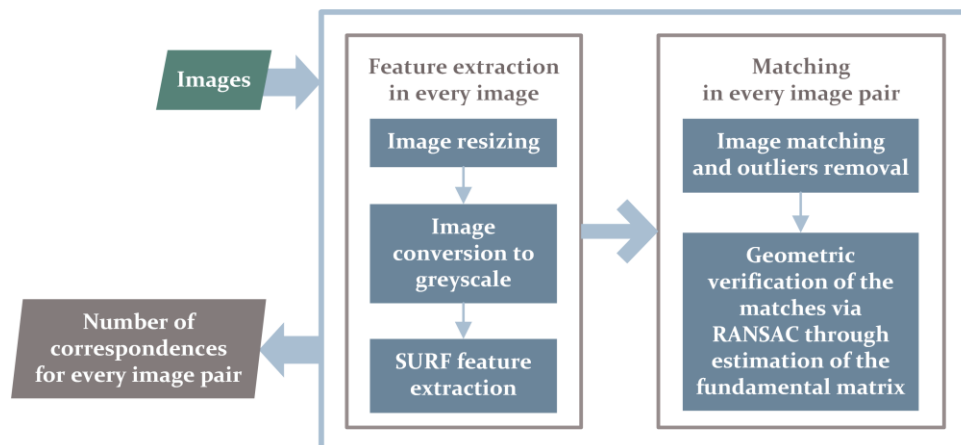 Images
Feature extraction
in every image
Image resizing
Image
conversion to
greyscale
SURF feature
extraction
Matching
in every image pair
Image matching
and outliers removal
Geometric
verification of the
matches via
RANSAC through
estimation of the
fundamental matrix
Number of
correspondences
for every image pair